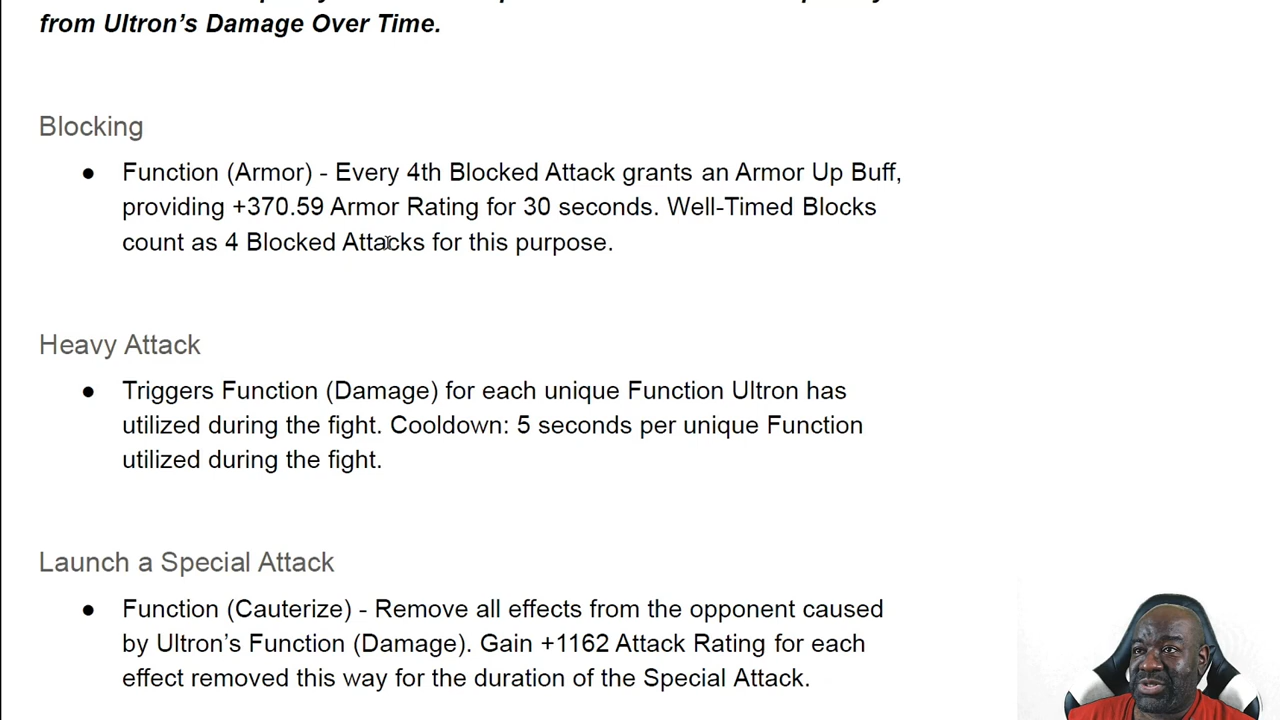 from Ultron's Damage Over Time.
Blocking
● Function (Armor) - Every 4th Blocked Attack grants an Armor Up Buff,
providing +370.59 Armor Rating for 30 seconds. Well-Timed Blocks
count as 4 Blocked Attacks for this purpose.
Heavy Attack
● Triggers Function (Damage) for each unique Function Ultron has
utilized during the fight. Cooldown: 5 seconds per unique Function
utilized during the fight.
Launch a Special Attack
● Function (Cauterize) - Remove all effects from the opponent caused
by Ultron's Function (Damage). Gain +1162 Attack Rating for each
effect removed this way for the duration of the Special Attack.